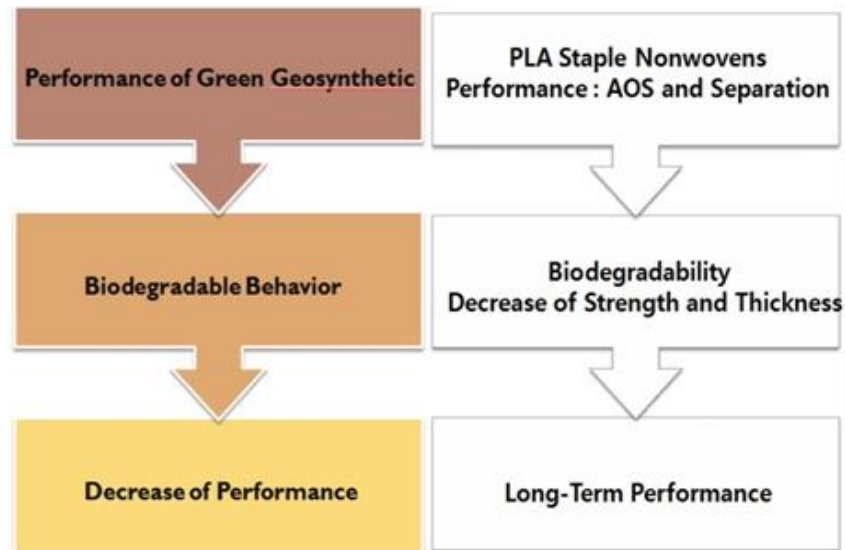 Performance of Green Geosynthetic
PLA Staple Nonwovens
Performance : AOS and Separation
Biodegradable Behavior
Biodegradability
Decrease of Strength and Thickness
Decrease of Performance
Long-Term Performance